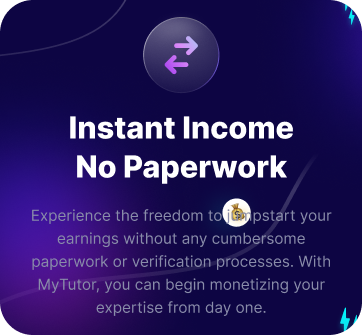 Instant Income
No Paperwork
Experience the freedom to jumpstart your
earnings without any cumbersome
paperwork or verification processes. With
MyTutor, you can begin monetizing your
expertise from day one.